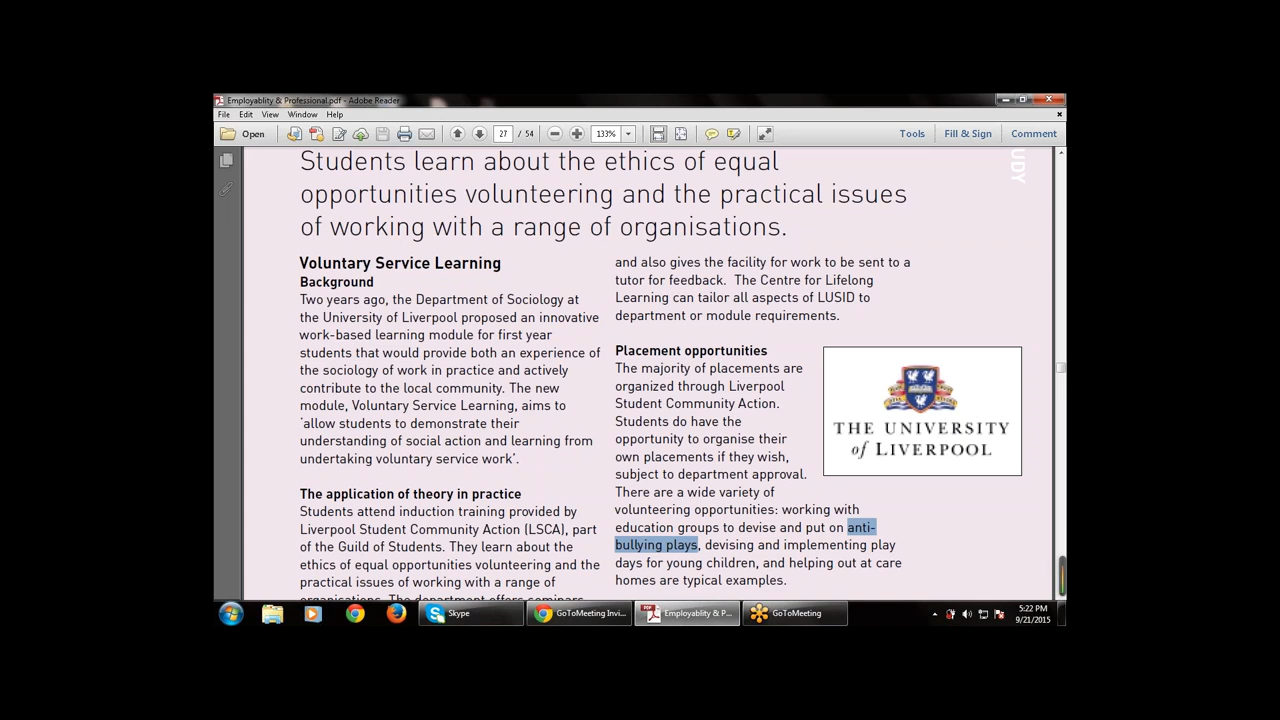 Employablity & Professional.pdf - Adobe Reader
File Edit View Window Help
Open 27 / 54 133% Tools Fill & Sign Comment
UDY
Students learn about the ethics of equal
opportunities volunteering and the practical issues
of working with a range of organisations.
Voluntary Service Learning
Background
Two years ago, the Department of Sociology at
the University of Liverpool proposed an innovative
work-based learning module for first year
students that would provide both an experience of
the sociology of work in practice and actively
contribute to the local community. The new
module, Voluntary Service Learning, aims to
‘allow students to demonstrate their
understanding of social action and learning from
undertaking voluntary service work’.
The application of theory in practice
Students attend induction training provided by
Liverpool Student Community Action (LSCA), part
of the Guild of Students. They learn about the
ethics of equal opportunities volunteering and the
practical issues of working with a range of
organisations. The department offers seminars
and also gives the facility for work to be sent to a
tutor for feedback. The Centre for Lifelong
Learning can tailor all aspects of LUSID to
department or module requirements.
Placement opportunities
The majority of placements are
organized through Liverpool
Student Community Action.
Students do have the
opportunity to organise their
own placements if they wish,
subject to department approval.
There are a wide variety of
volunteering opportunities: working with
education groups to devise and put on anti-
bullying plays, devising and implementing play
days for young children, and helping out at care
homes are typical examples.
THE UNIVERSITY
of LIVERPOOL
Skype GoToMeeting Invi... Employablity & P... GoToMeeting
5:22 PM
9/21/2015